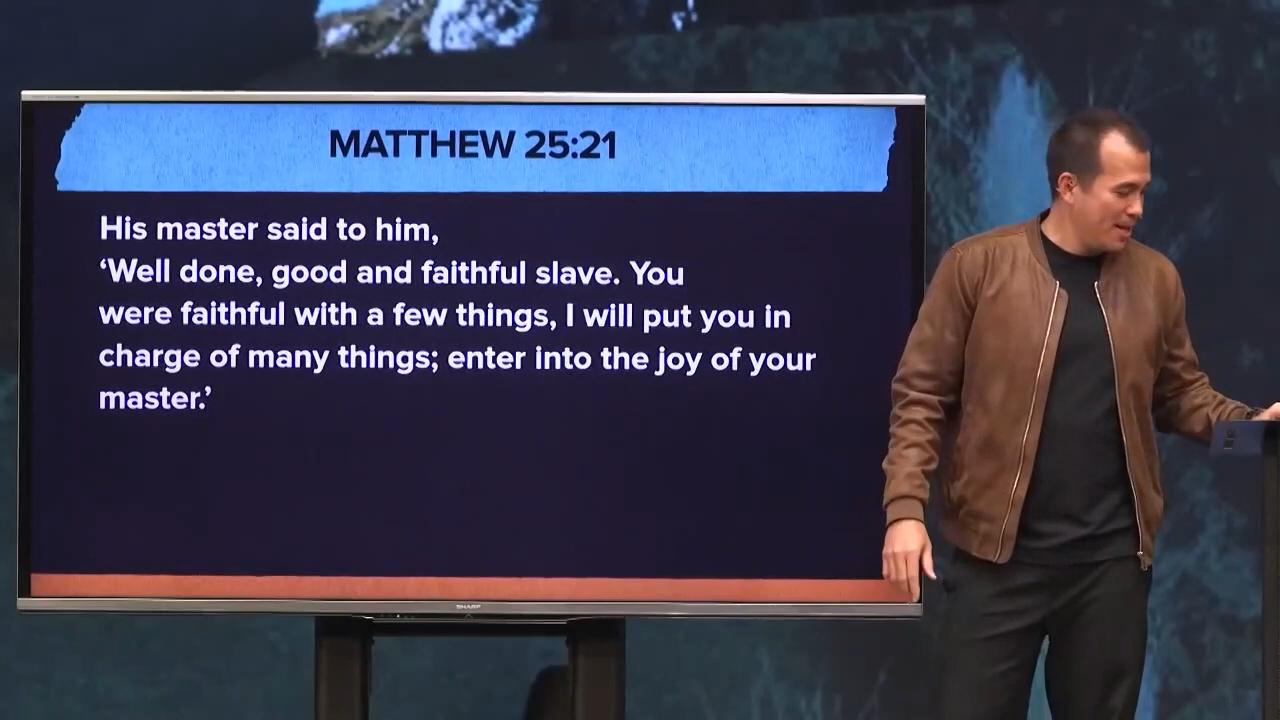 MATTHEW 25:21
His master said to him,
‘Well done, good and faithful slave. You
were faithful with a few things, I will put you in
charge of many things; enter into the joy of your
master.’
SHARP